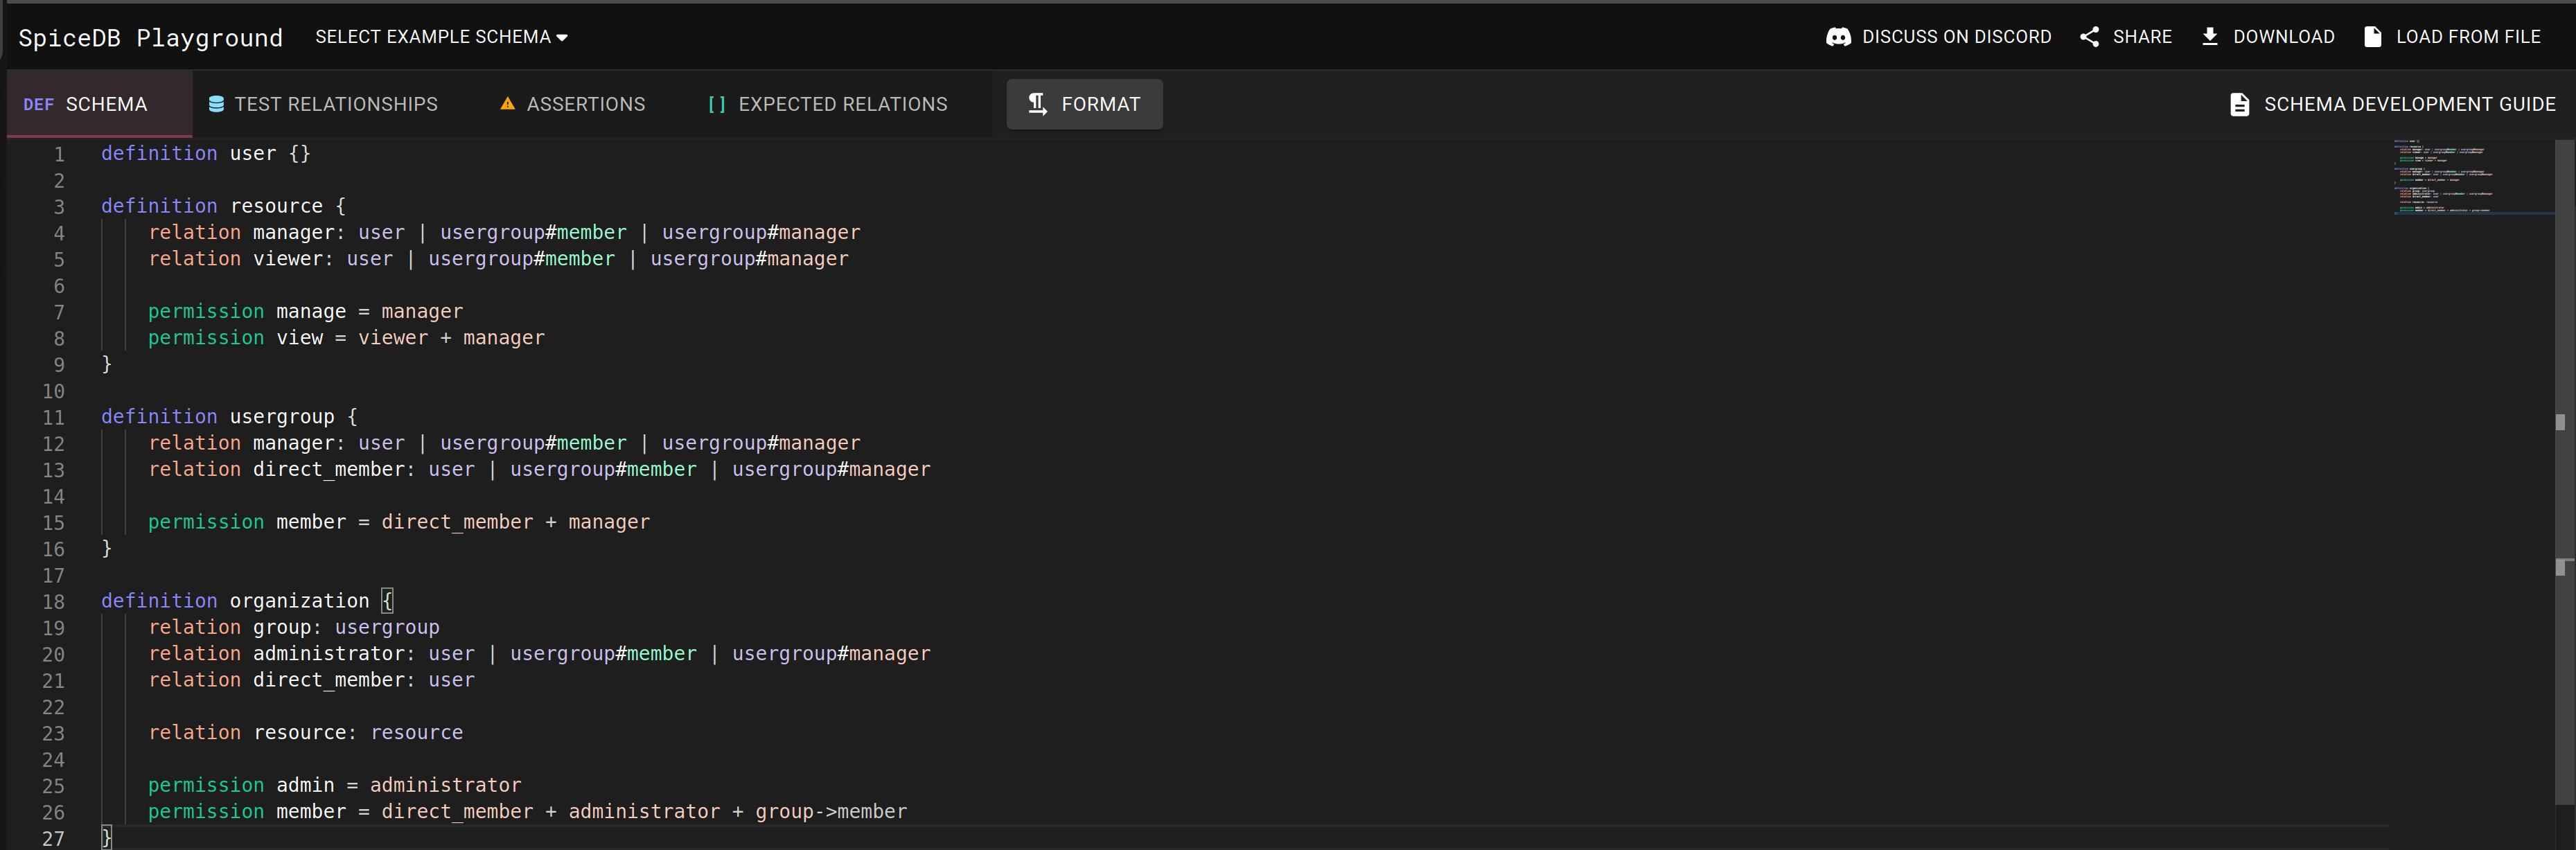 SpiceDB Playground SELECT EXAMPLE SCHEMA DISCUSS ON DISCORD SHARE DOWNLOAD LOAD FROM FILE
DEF SCHEMA TEST RELATIONSHIPS ASSERTIONS [ ] EXPECTED RELATIONS FORMAT SCHEMA DEVELOPMENT GUIDE
1 definition user {}
2
3 definition resource {
4 relation manager: user | usergroup#member | usergroup#manager
5 relation viewer: user | usergroup#member | usergroup#manager
6
7 permission manage = manager
8 permission view = viewer + manager
9 }
10
11 definition usergroup {
12 relation manager: user | usergroup#member | usergroup#manager
13 relation direct_member: user | usergroup#member | usergroup#manager
14
15 permission member = direct_member + manager
16 }
17
18 definition organization {
19 relation group: usergroup
20 relation administrator: user | usergroup#member | usergroup#manager
21 relation direct_member: user
22
23 relation resource: resource
24
25 permission admin = administrator
26 permission member = direct_member + administrator + group->member
27 }